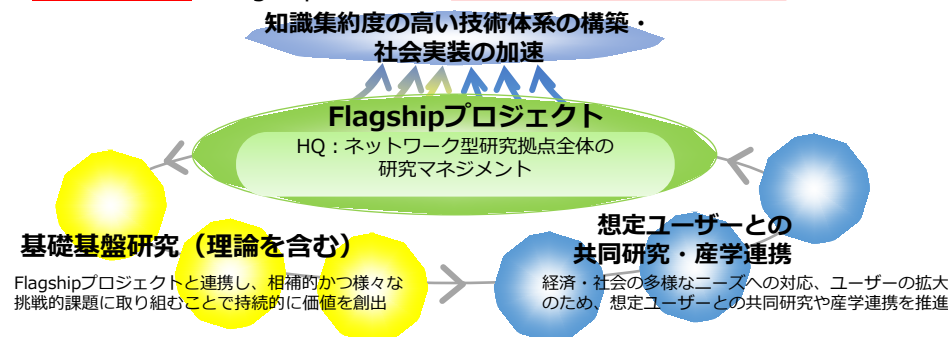 知識集約度の高い技術体系の構築・
社会実装の加速
Flagshipプロジェクト
HQ：ネットワーク型研究拠点全体の
研究マネジメント
基礎基盤研究（理論を含む）
Flagshipプロジェクトと連携し、相補的かつ様々な
挑戦的課題に取り組むことで持続的に価値を創出
想定ユーザーとの
共同研究・産学連携
経済・社会の多様なニーズへの対応、ユーザーの拡大
のため、想定ユーザーとの共同研究や産学連携を推進